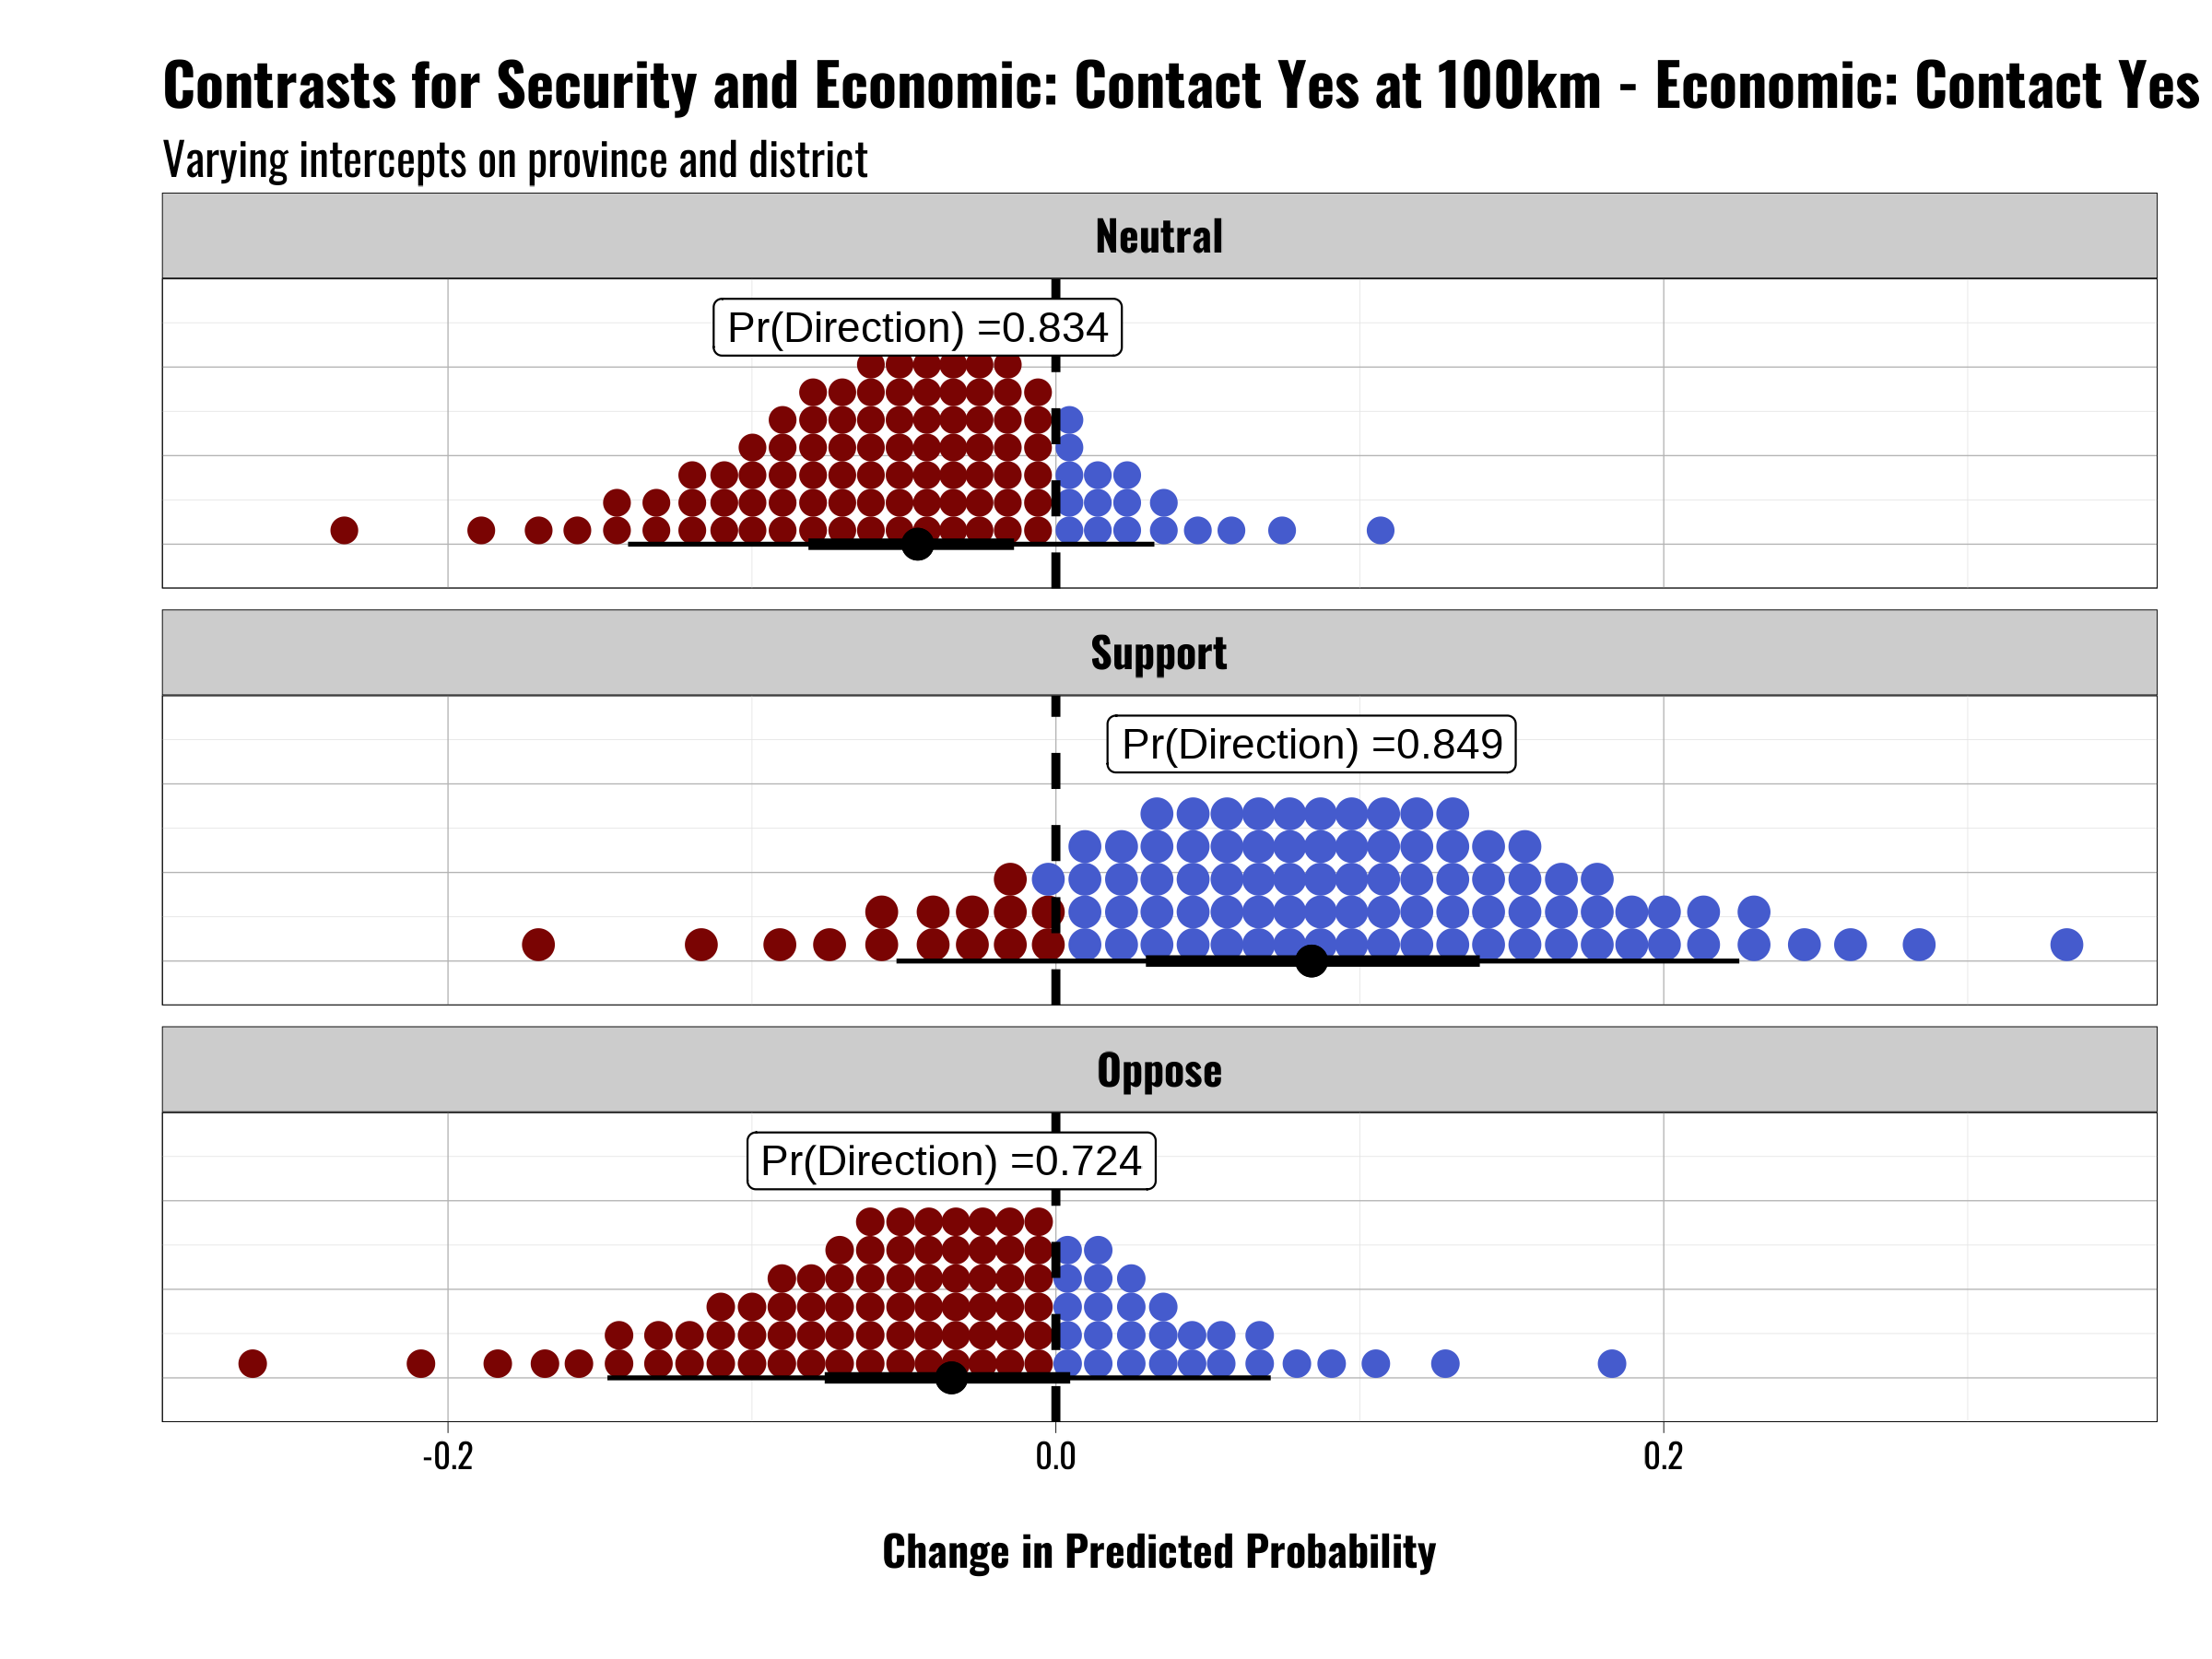 Contrasts for Security and Economic: Contact Yes at 100km - Economic: Contact Yes
Varying intercepts on province and district
Neutral
Pr(Direction) =0.834
Support
Pr(Direction) =0.849
Oppose
Pr(Direction) =0.724
-0.2 0.0 0.2
Change in Predicted Probability